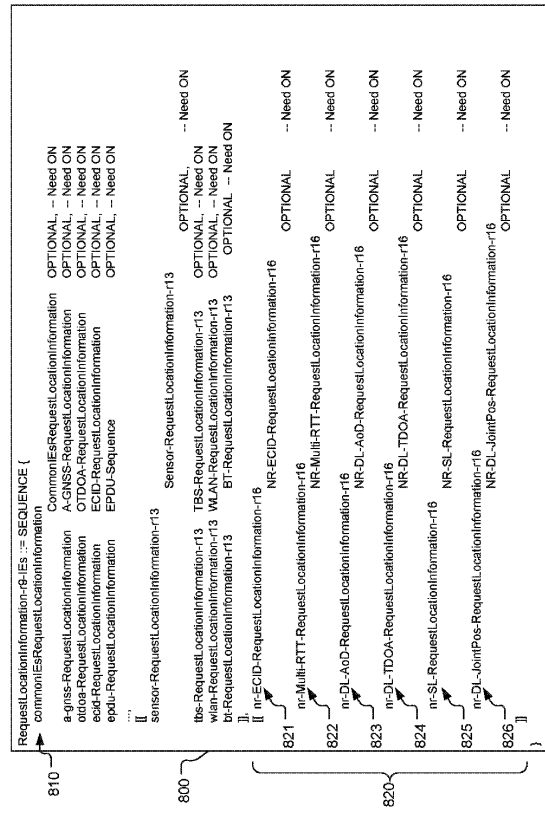 RequestLocationInformation-r9-IEs ::= SEQUENCE {
commonIEsRequestLocationInformation
CommonIEsRequestLocationInformation OPTIONAL, -- Need ON
a-gnss-RequestLocationInformation A-GNSS-RequestLocationInformation OPTIONAL, -- Need ON
otdoa-RequestLocationInformation OTDOA-RequestLocationInformation OPTIONAL, -- Need ON
ecid-RequestLocationInformation ECID-RequestLocationInformation OPTIONAL, -- Need ON
epdu-RequestLocationInformation EPDU-Sequence OPTIONAL, -- Need ON
...,
[[
sensor-RequestLocationInformation-r13
Sensor-RequestLocationInformation-r13
OPTIONAL, -- Need ON
tbs-RequestLocationInformation-r13 TBS-RequestLocationInformation-r13 OPTIONAL, -- Need ON
wlan-RequestLocationInformation-r13 WLAN-RequestLocationInformation-r13 OPTIONAL, -- Need ON
bt-RequestLocationInformation-r13 BT-RequestLocationInformation-r13 OPTIONAL -- Need ON
]],
[[ nr-ECID-RequestLocationInformation-r16
NR-ECID-RequestLocationInformation-r16
OPTIONAL -- Need ON
nr-Multi-RTT-RequestLocationInformation-r16
NR-Multi-RTT-RequestLocationInformation-r16
OPTIONAL -- Need ON
nr-DL-AoD-RequestLocationInformation-r16
NR-DL-AoD-RequestLocationInformation-r16
OPTIONAL -- Need ON
nr-DL-TDOA-RequestLocationInformation-r16
NR-DL-TDOA-RequestLocationInformation-r16
OPTIONAL -- Need ON
nr-SL-RequestLocationInformation-r16
NR-SL-RequestLocationInformation-r16
OPTIONAL -- Need ON
nr-DL-JointPos-RequestLocationInformation-r16
NR-DL-JointPos-RequestLocationInformation-r16
OPTIONAL -- Need ON
]]
}
810
800
820
821
822
823
824
825
826